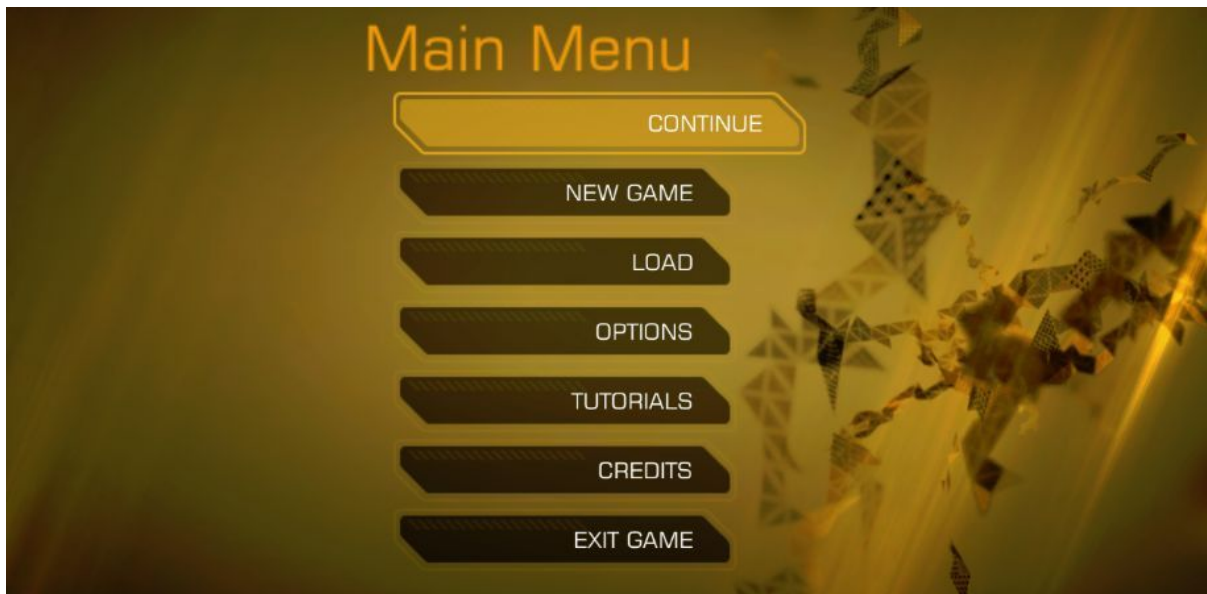 Main Menu
CONTINUE
NEW GAME
LOAD
OPTIONS
TUTORIALS
CREDITS
EXIT GAME